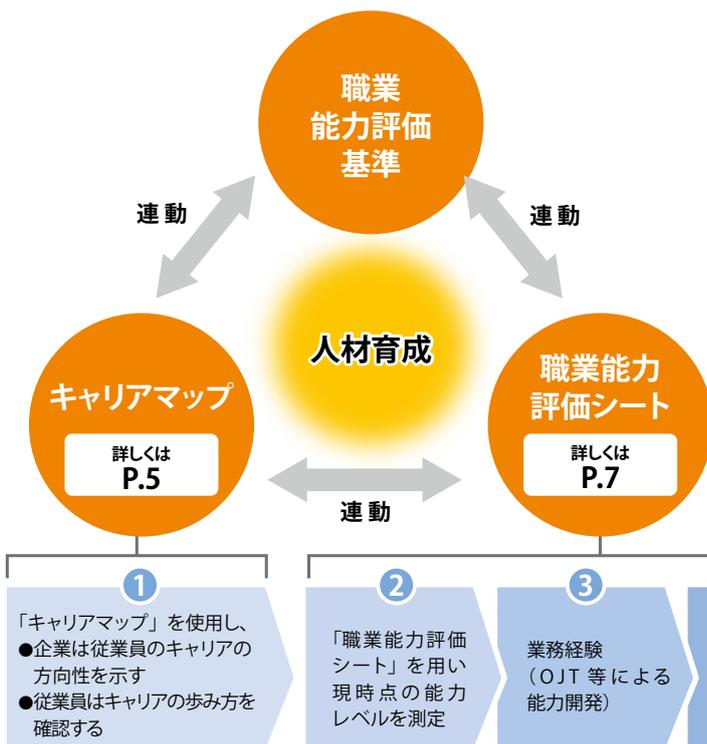 職業
能力評価
基準
連動
連動
人材育成
キャリアマップ
詳しくは
P.5
職業能力
評価シート
詳しくは
P.7
連動
1
「キャリアマップ」を使用し、
●企業は従業員のキャリアの
方向性を示す
●従業員はキャリアの歩み方を
確認する
2
「職業能力評価
シート」を用い
現時点の能力
レベルを測定
3
業務経験
（OJT 等による
能力開発）